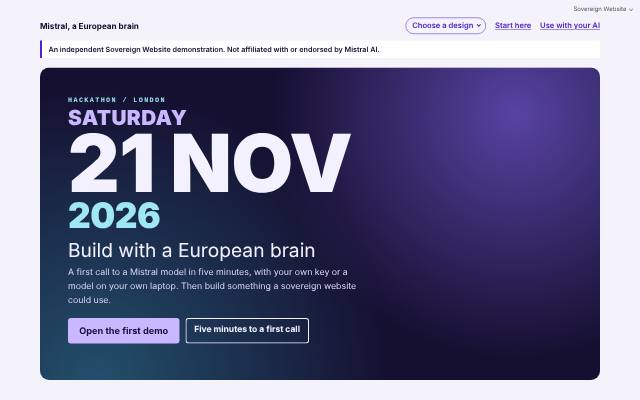 Sovereign Website
Mistral, a European brain
Choose a design
Start here
Use with your AI
An independent Sovereign Website demonstration. Not affiliated with or endorsed by Mistral AI.
HACKATHON / LONDON
SATURDAY
21 NOV
2026
Build with a European brain
A first call to a Mistral model in five minutes, with your own key or a
model on your own laptop. Then build something a sovereign website
could use.
Open the first demo
Five minutes to a first call